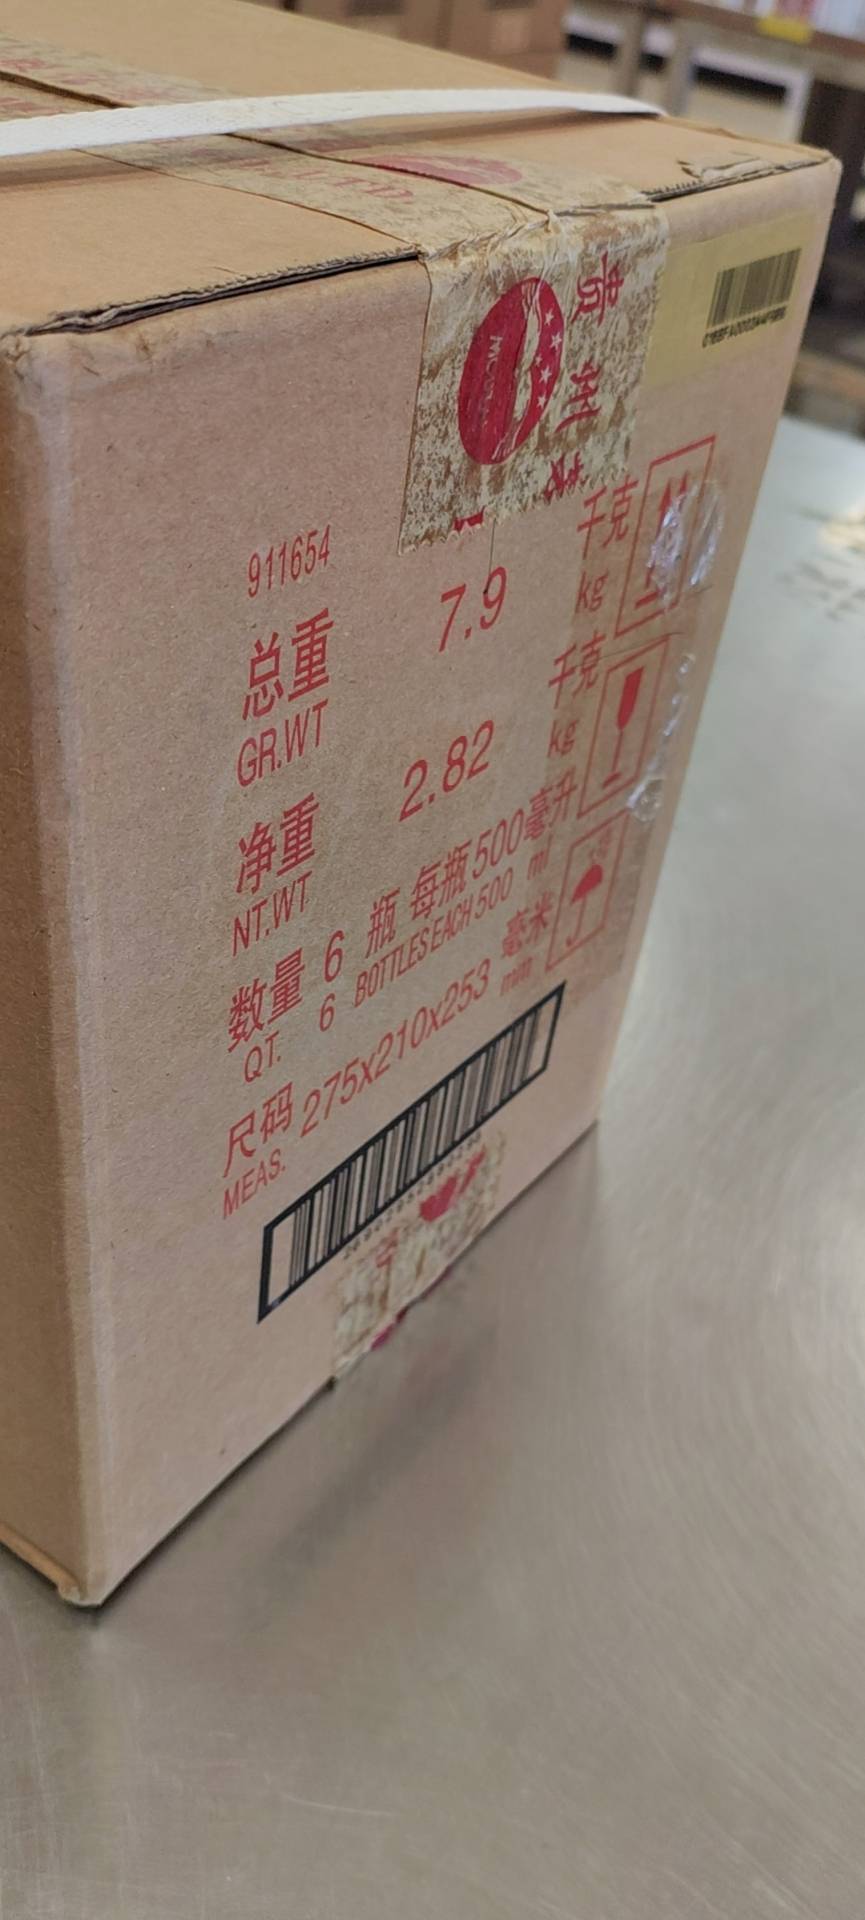 贵州
911654
总重 7.9 千克
GR.WT kg
净重 2.82 千克
NT.WT kg
数量 6 瓶 每瓶 500 毫升
QT. 6 BOTTLES EACH 500 ml
尺码 275x210x253 毫米
MEAS. mm